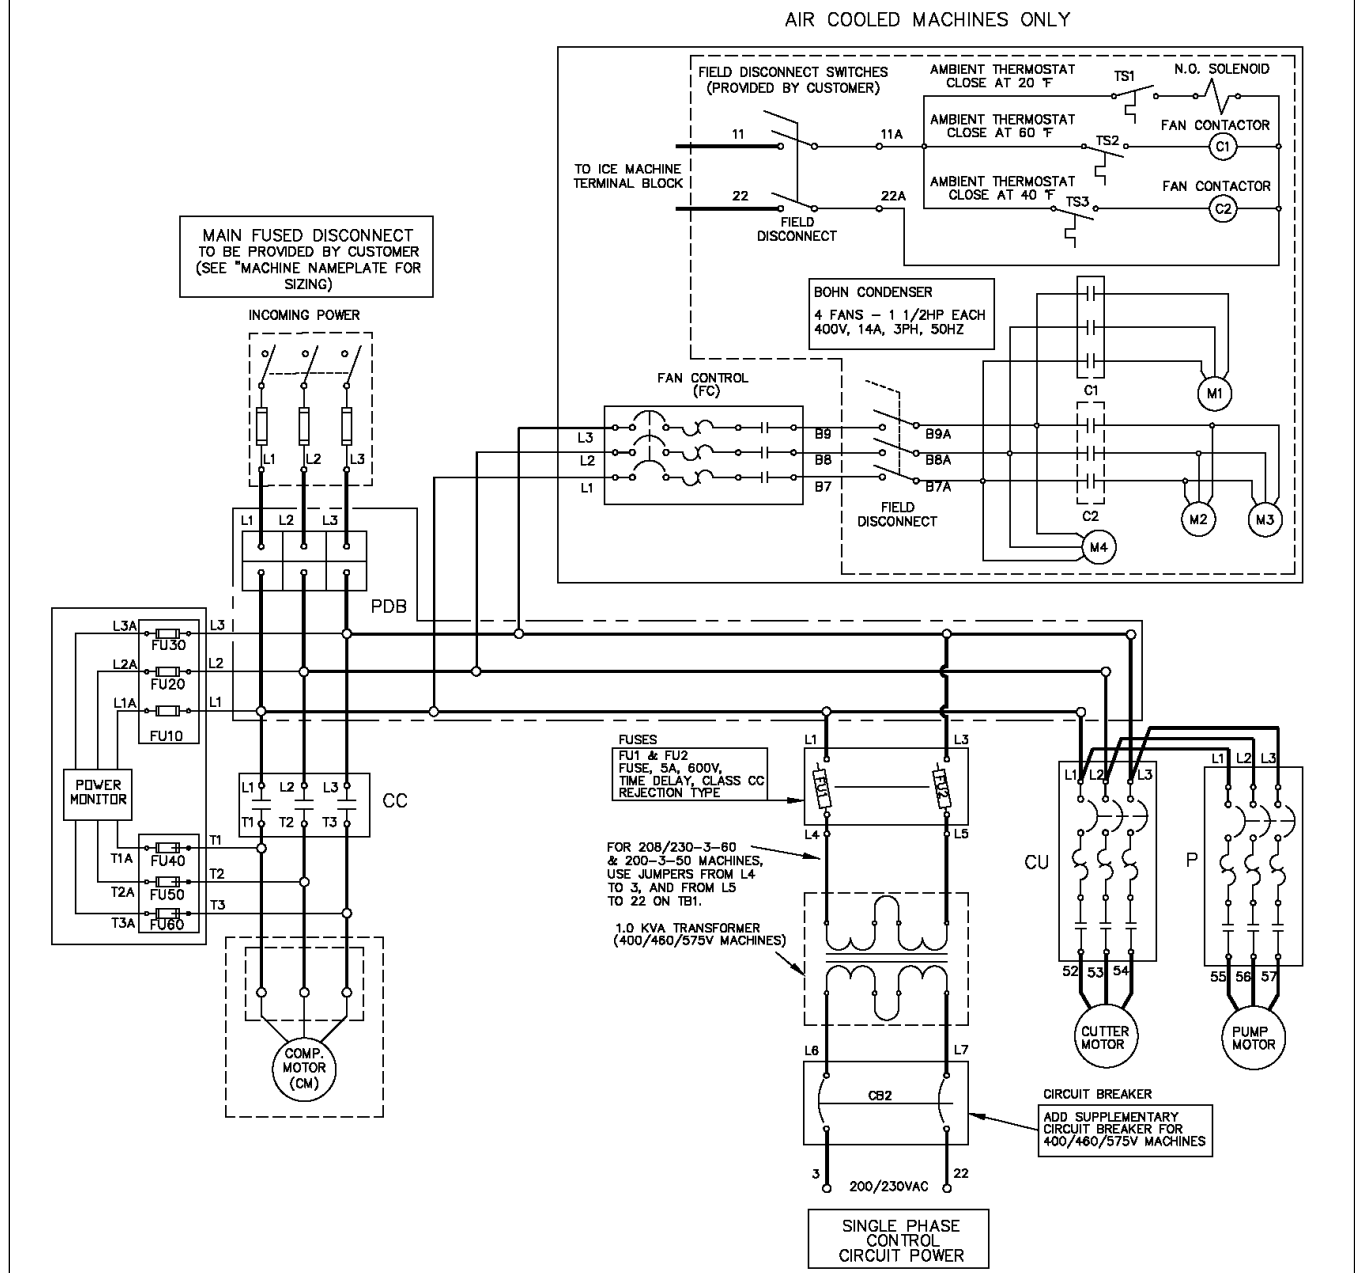 AIR COOLED MACHINES ONLY
FIELD DISCONNECT SWITCHES
(PROVIDED BY CUSTOMER)
AMBIENT THERMOSTAT
CLOSE AT 20 °F
TS1
N.O. SOLENOID
11
11A
AMBIENT THERMOSTAT
CLOSE AT 60 °F
TS2
FAN CONTACTOR
C1
TO ICE MACHINE
TERMINAL BLOCK
22
22A
FIELD
DISCONNECT
AMBIENT THERMOSTAT
CLOSE AT 40 °F
TS3
FAN CONTACTOR
C2
MAIN FUSED DISCONNECT
TO BE PROVIDED BY CUSTOMER
(SEE "MACHINE NAMEPLATE FOR
SIZING)
INCOMING POWER
BOHN CONDENSER
4 FANS - 1 1/2HP EACH
400V, 14A, 3PH, 50HZ
FAN CONTROL
(FC)
C1
M1
L3
L2
L1
B9
B8
B7
B9A
B8A
B7A
FIELD
DISCONNECT
C2
M2
M3
M4
L1
L2
L3
L1
L2
L3
PDB
L3A
FU30
L3
L2A
FU20
L2
L1A
FU10
L1
POWER
MONITOR
L1
L2
L3
T1
T2
T3
CC
T1A
FU40
T1
T2A
FU50
T2
T3A
FU60
T3
COMP.
MOTOR
(CM)
FUSES
FU1 & FU2
FUSE, 5A, 600V,
TIME DELAY, CLASS CC
REJECTION TYPE
L1
L3
FU1
FU2
L4
L5
FOR 208/230-3-60
& 200-3-50 MACHINES,
USE JUMPERS FROM L4
TO 3, AND FROM L5
TO 22 ON TB1.
1.0 KVA TRANSFORMER
(400/460/575V MACHINES)
L6
L7
CB2
3
22
200/230VAC
SINGLE PHASE
CONTROL
CIRCUIT POWER
L1
L2
L3
CU
52
53
54
CUTTER
MOTOR
L1
L2
L3
P
55
56
57
PUMP
MOTOR
CIRCUIT BREAKER
ADD SUPPLEMENTARY
CIRCUIT BREAKER FOR
400/460/575V MACHINES